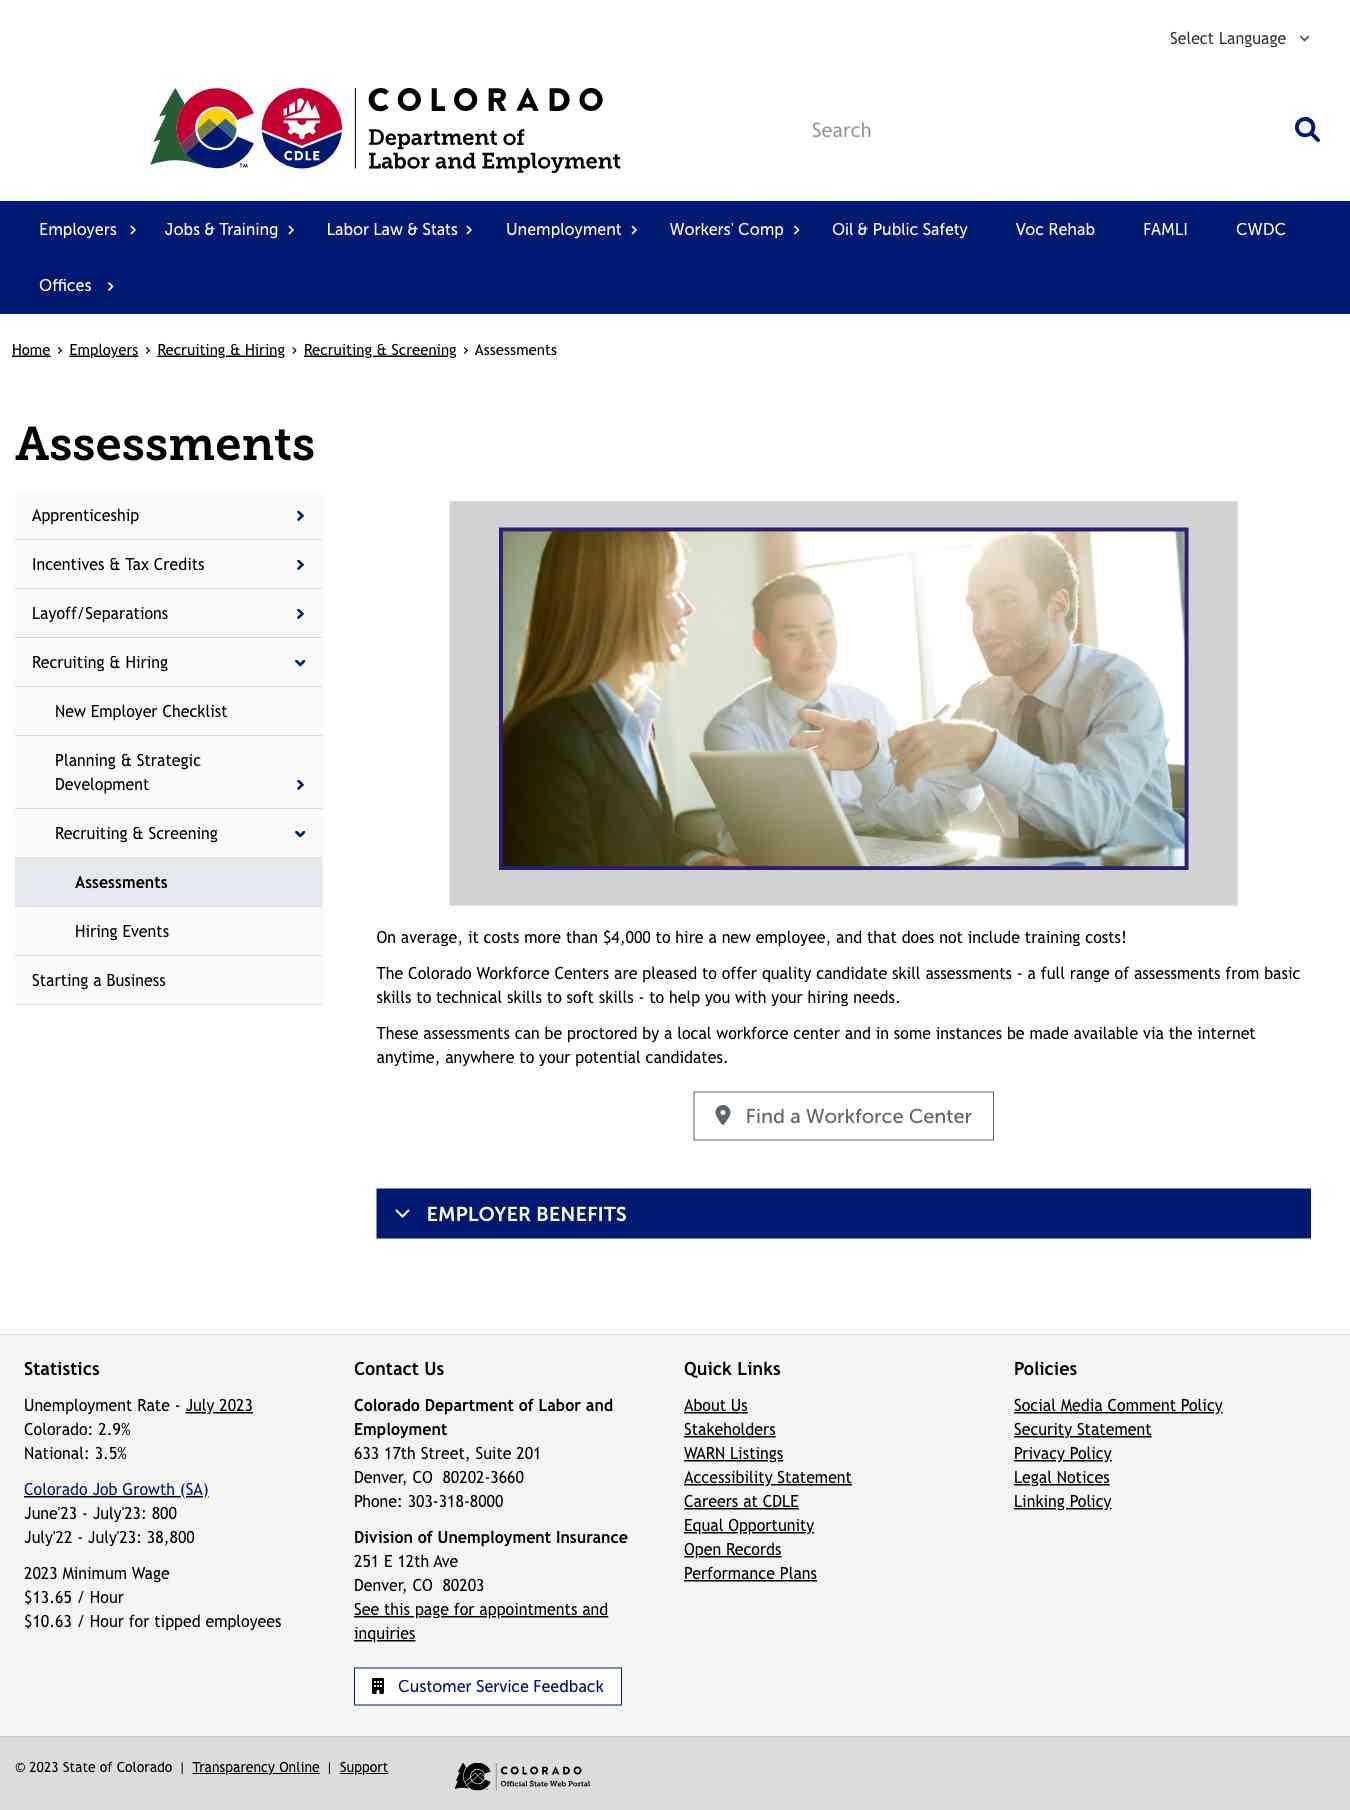 Select Language
COLORADO
Department of
Labor and Employment
CDLE
TM
Search
Employers
Jobs & Training
Labor Law & Stats
Unemployment
Workers' Comp
Oil & Public Safety
Voc Rehab
FAMLI
CWDC
Offices
Home › Employers › Recruiting & Hiring › Recruiting & Screening › Assessments
Assessments
Apprenticeship
Incentives & Tax Credits
Layoff/Separations
Recruiting & Hiring
New Employer Checklist
Planning & Strategic
Development
Recruiting & Screening
Assessments
Hiring Events
Starting a Business
On average, it costs more than $4,000 to hire a new employee, and that does not include training costs!
The Colorado Workforce Centers are pleased to offer quality candidate skill assessments - a full range of assessments from basic
skills to technical skills to soft skills - to help you with your hiring needs.
These assessments can be proctored by a local workforce center and in some instances be made available via the internet
anytime, anywhere to your potential candidates.
Find a Workforce Center
EMPLOYER BENEFITS
Statistics
Unemployment Rate - July 2023
Colorado: 2.9%
National: 3.5%
Colorado Job Growth (SA)
June'23 - July'23: 800
July'22 - July'23: 38,800
2023 Minimum Wage
$13.65 / Hour
$10.63 / Hour for tipped employees
Contact Us
Colorado Department of Labor and
Employment
633 17th Street, Suite 201
Denver, CO  80202-3660
Phone: 303-318-8000
Division of Unemployment Insurance
251 E 12th Ave
Denver, CO  80203
See this page for appointments and
inquiries
Customer Service Feedback
Quick Links
About Us
Stakeholders
WARN Listings
Accessibility Statement
Careers at CDLE
Equal Opportunity
Open Records
Performance Plans
Policies
Social Media Comment Policy
Security Statement
Privacy Policy
Legal Notices
Linking Policy
© 2023 State of Colorado | Transparency Online | Support
COLORADO
Official State Web Portal